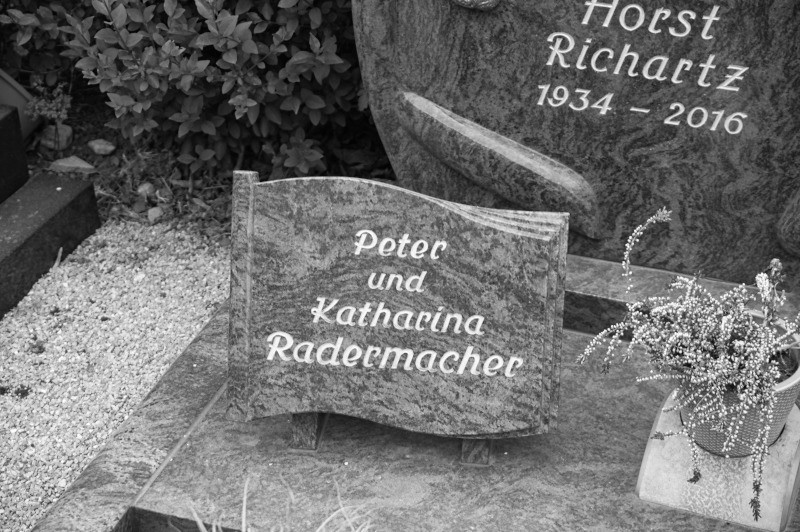 Horst
Richartz
1934 - 2016
Peter
und
Katharina
Radermacher